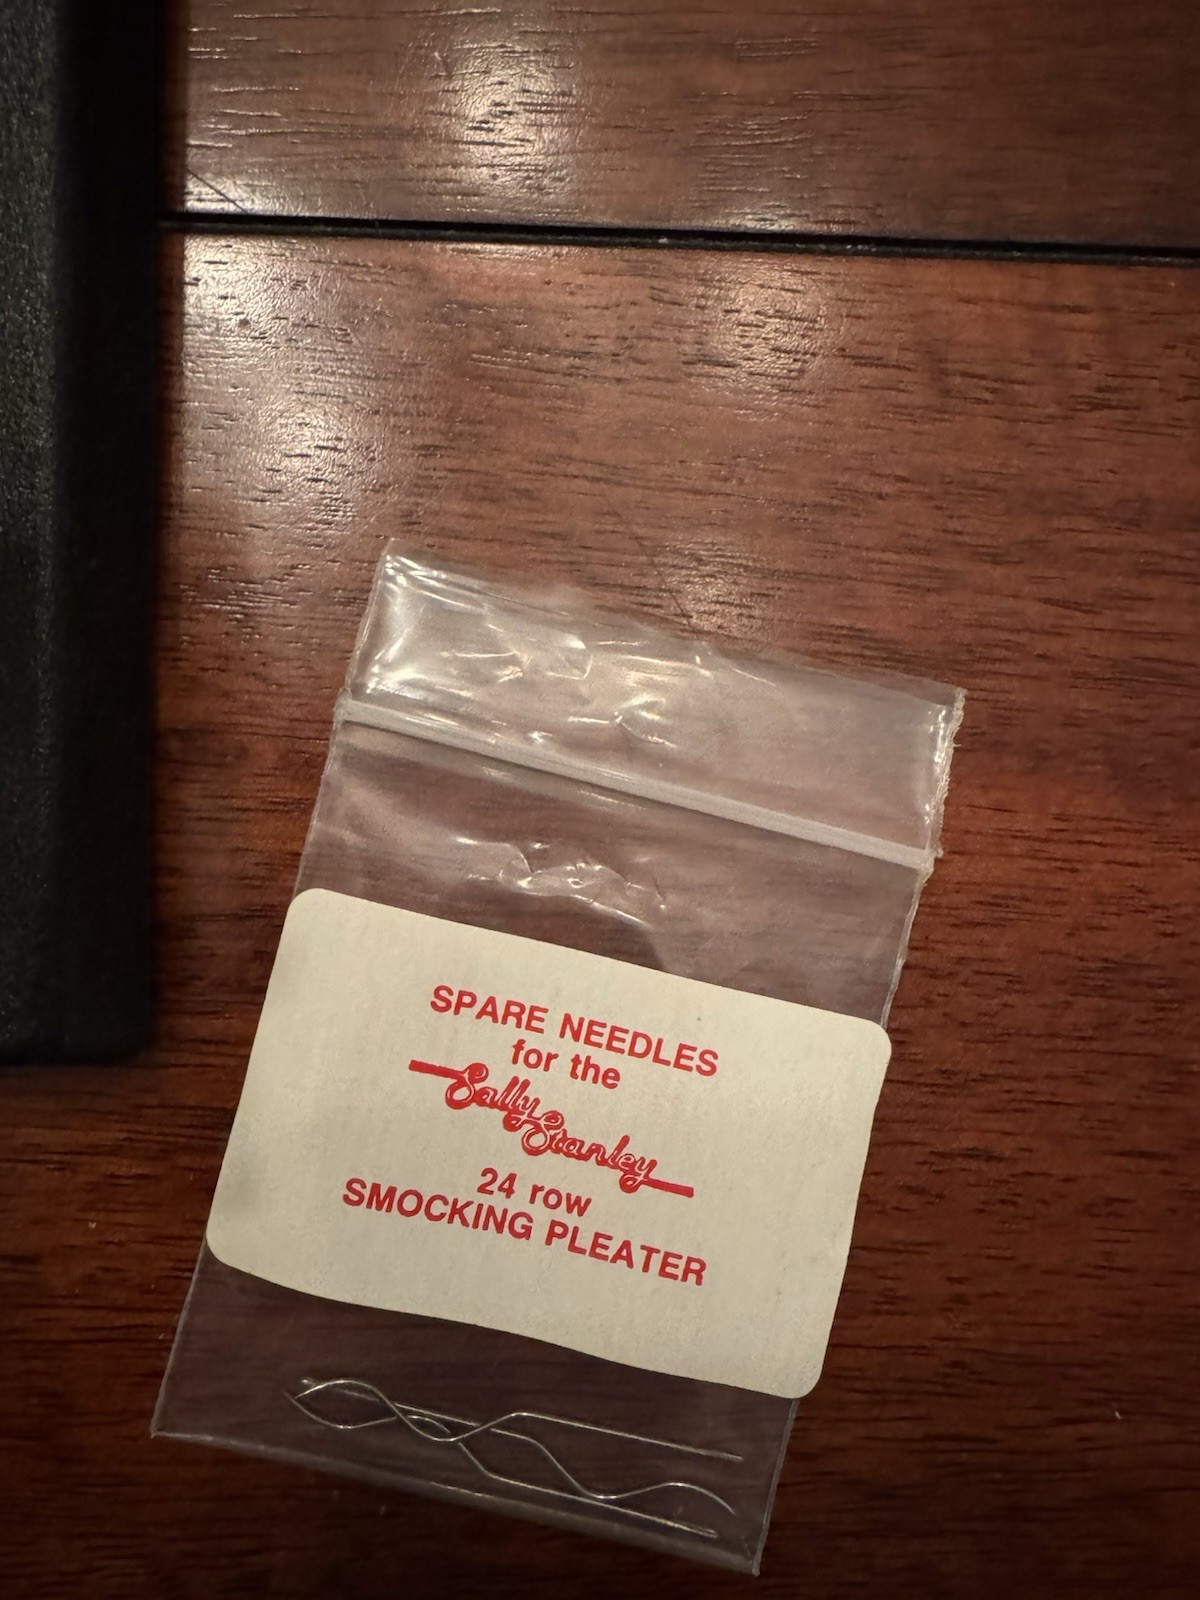 SPARE NEEDLES
for the
Sally Stanley
24 row
SMOCKING PLEATER